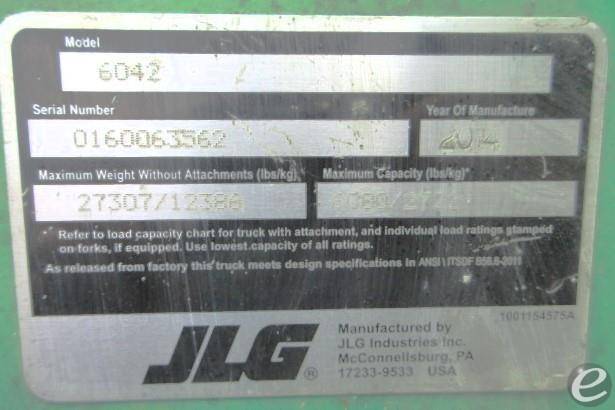 Model
6042
Serial Number Year Of Manufacture
0160063562
Maximum Weight Without Attachments (lbs/kg) Maximum Capacity (lbs/kg)*
27307/12386
Refer to load capacity chart for truck with attachment, and individual load ratings stamped
on forks, if equipped. Use lowest capacity of all ratings.
As released from factory this truck meets design specifications in ANSI \ ITSDF B56.6-2011
1001154575A
JLG ®
Manufactured by
JLG Industries Inc.
McConnellsburg, PA
17233-9533 USA
e